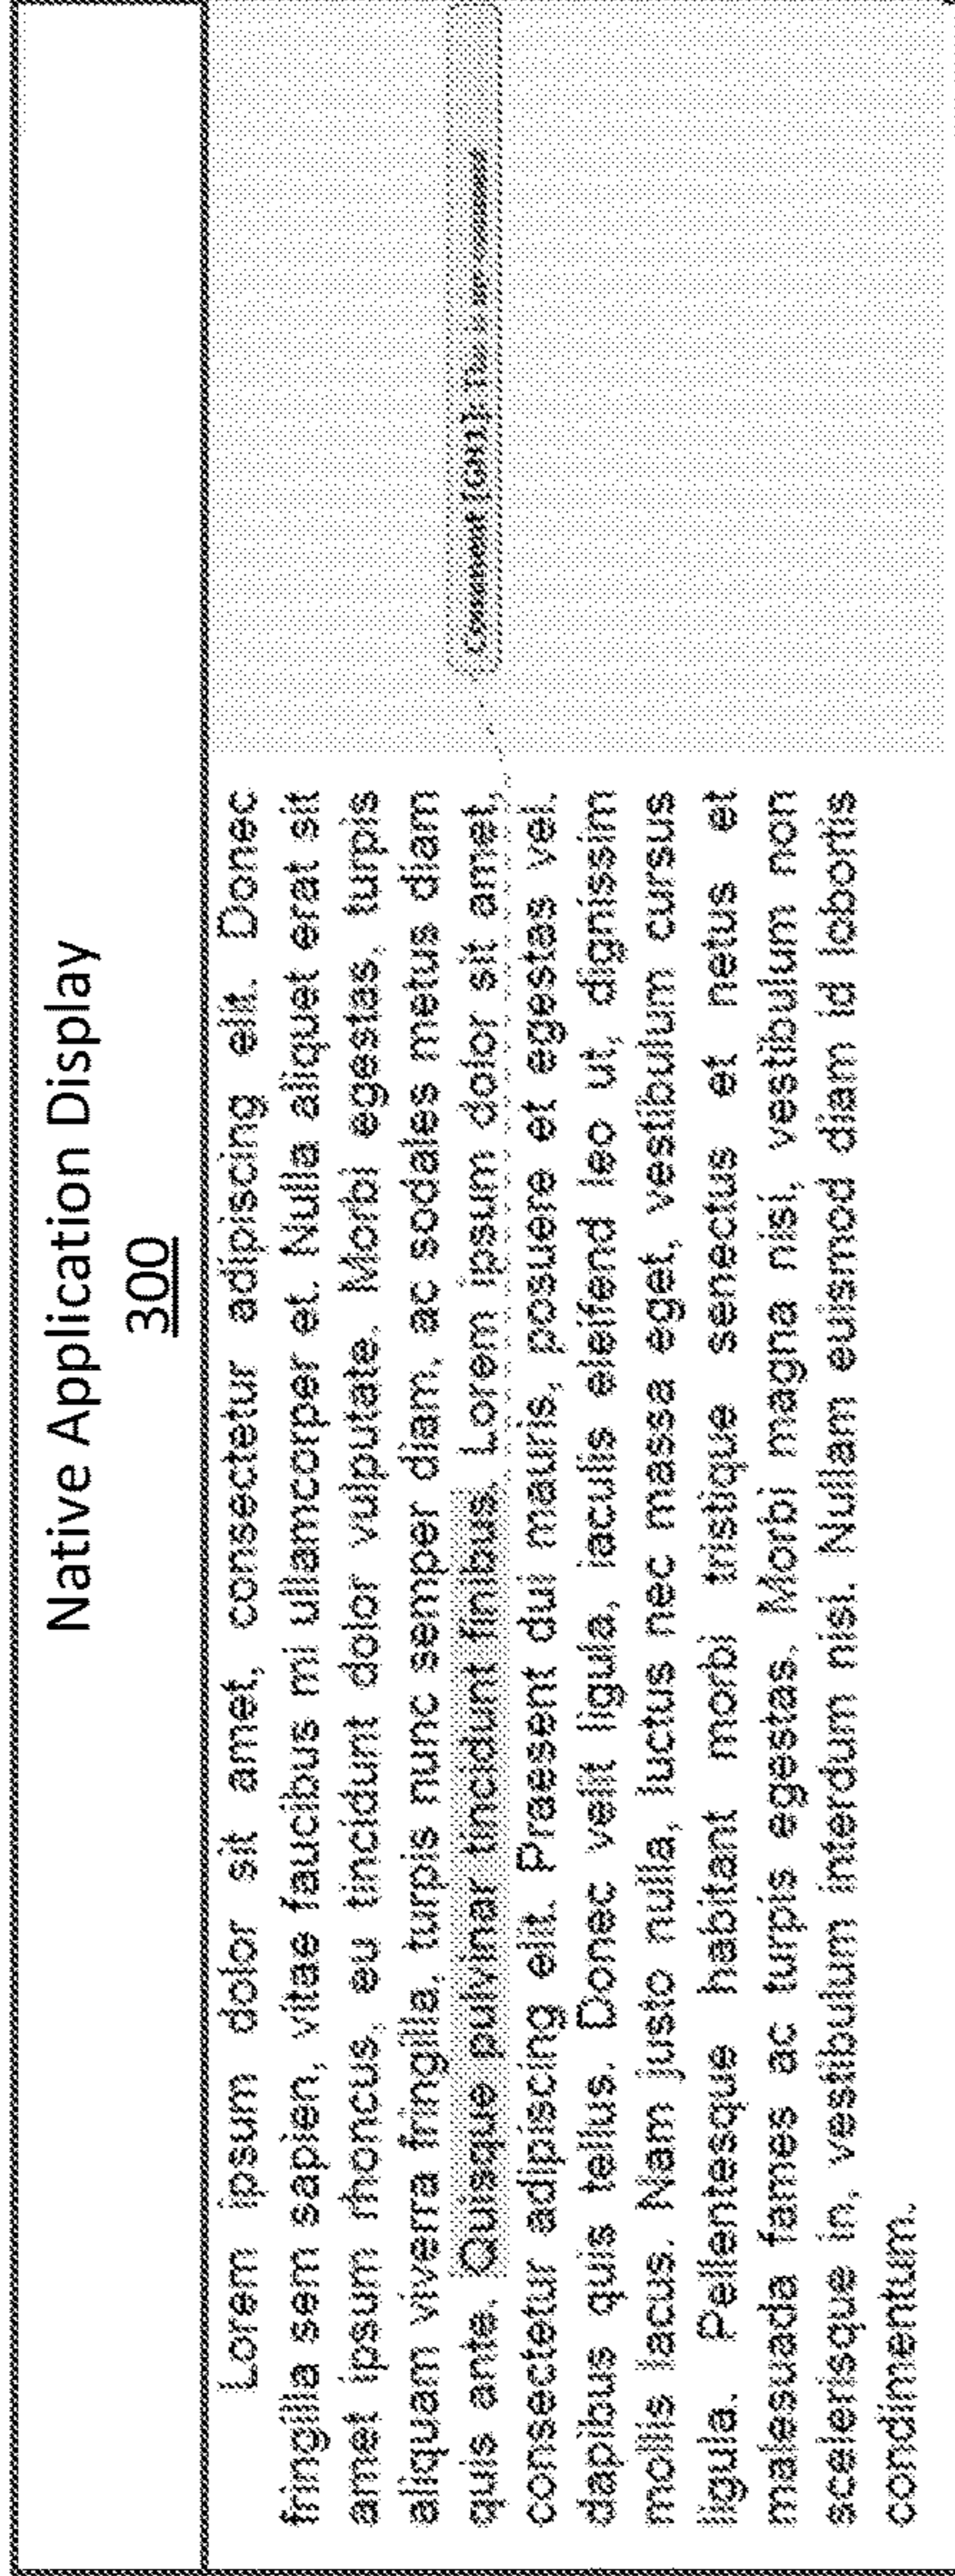 Native Application Display
300
Lorem ipsum dolor sit amet, consectetur adipiscing elit. Donec
fringilla sem sapien, vitae faucibus mi ullamcorper et. Nulla aliquet erat sit
amet ipsum rhoncus, eu tincidunt dolor vulputate. Morbi egestas, turpis
aliquam viverra fringilla, turpis nunc semper diam, ac sodales metus diam
quis ante. Quisque pulvinar tincidunt finibus. Lorem ipsum dolor sit amet,
consectetur adipiscing elit. Praesent dui mauris, posuere et egestas vel,
dapibus quis tellus. Donec velit ligula, iaculis eleifend leo ut, dignissim
mollis lacus. Nam justo nulla, luctus nec massa eget, vestibulum cursus
ligula. Pellentesque habitant morbi tristique senectus et netus et
malesuada fames ac turpis egestas. Morbi magna nisi, vestibulum non
scelerisque in, vestibulum interdum nisi. Nullam euismod diam id lobortis
condimentum.
Comment [GH1]: This is my comment